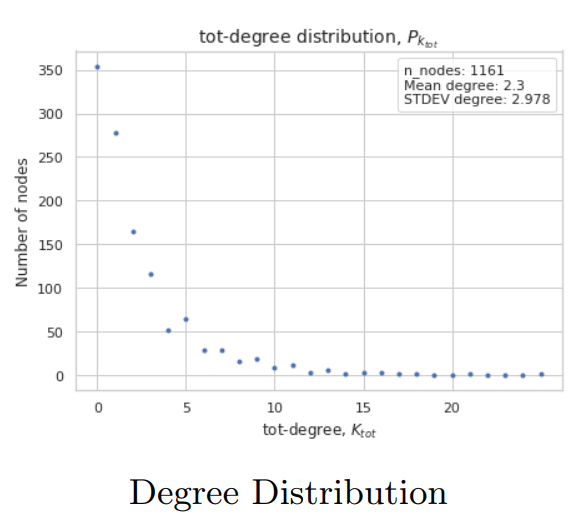 tot-degree distribution, P_{K_{tot}}
n_nodes: 1161
Mean degree: 2.3
STDEV degree: 2.978
Number of nodes
350
300
250
200
150
100
50
0
0 5 10 15 20
tot-degree, K_{tot}
Degree Distribution